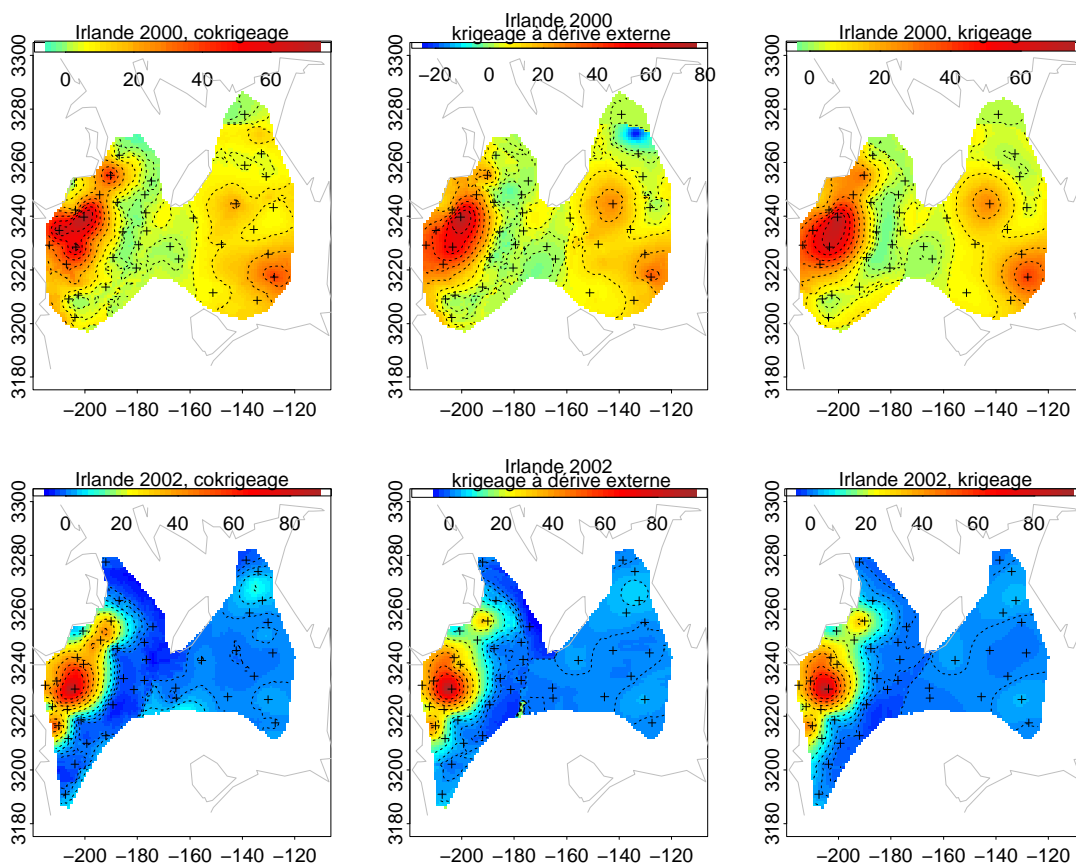 Irlande 2000, cokrigeage
0 20 40 60
3180 3200 3220 3240 3260 3280 3300
−200 −180 −160 −140 −120
Irlande 2000
krigeage à dérive externe
−20 0 20 40 60 80
3180 3200 3220 3240 3260 3280 3300
−200 −180 −160 −140 −120
Irlande 2000, krigeage
0 20 40 60
3180 3200 3220 3240 3260 3280 3300
−200 −180 −160 −140 −120
Irlande 2002, cokrigeage
0 20 40 60 80
3180 3200 3220 3240 3260 3280 3300
−200 −180 −160 −140 −120
Irlande 2002
krigeage à dérive externe
0 20 40 60 80
3180 3200 3220 3240 3260 3280 3300
−200 −180 −160 −140 −120
Irlande 2002, krigeage
0 20 40 60 80
3180 3200 3220 3240 3260 3280 3300
−200 −180 −160 −140 −120